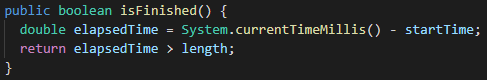 public boolean isFinished() {
  double elapsedTime = System.currentTimeMillis() - startTime;
  return elapsedTime > length;
}